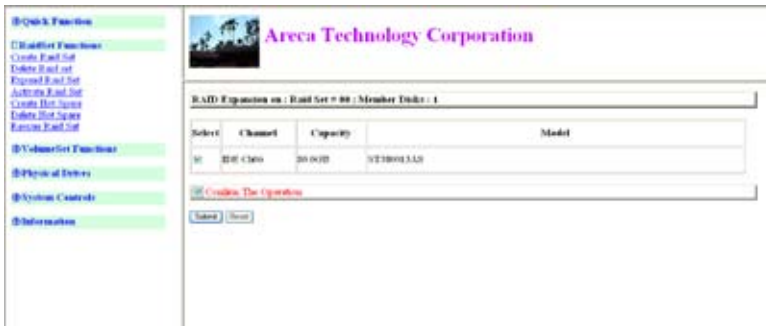 Quick Function
RaidSet Functions
Create Raid Set
Delete Raid set
Expand Raid Set
Activate Raid Set
Create Hot Spare
Delete Hot Spare
Rescue Raid Set
VolumeSet Functions
Physical Drives
System Controls
Information
Areca Technology Corporation
RAID Expansion on : Raid Set # 00 : Member Disks : 1
Select Channel Capacity Model
IDE
Confirm The Operation
Submit Reset